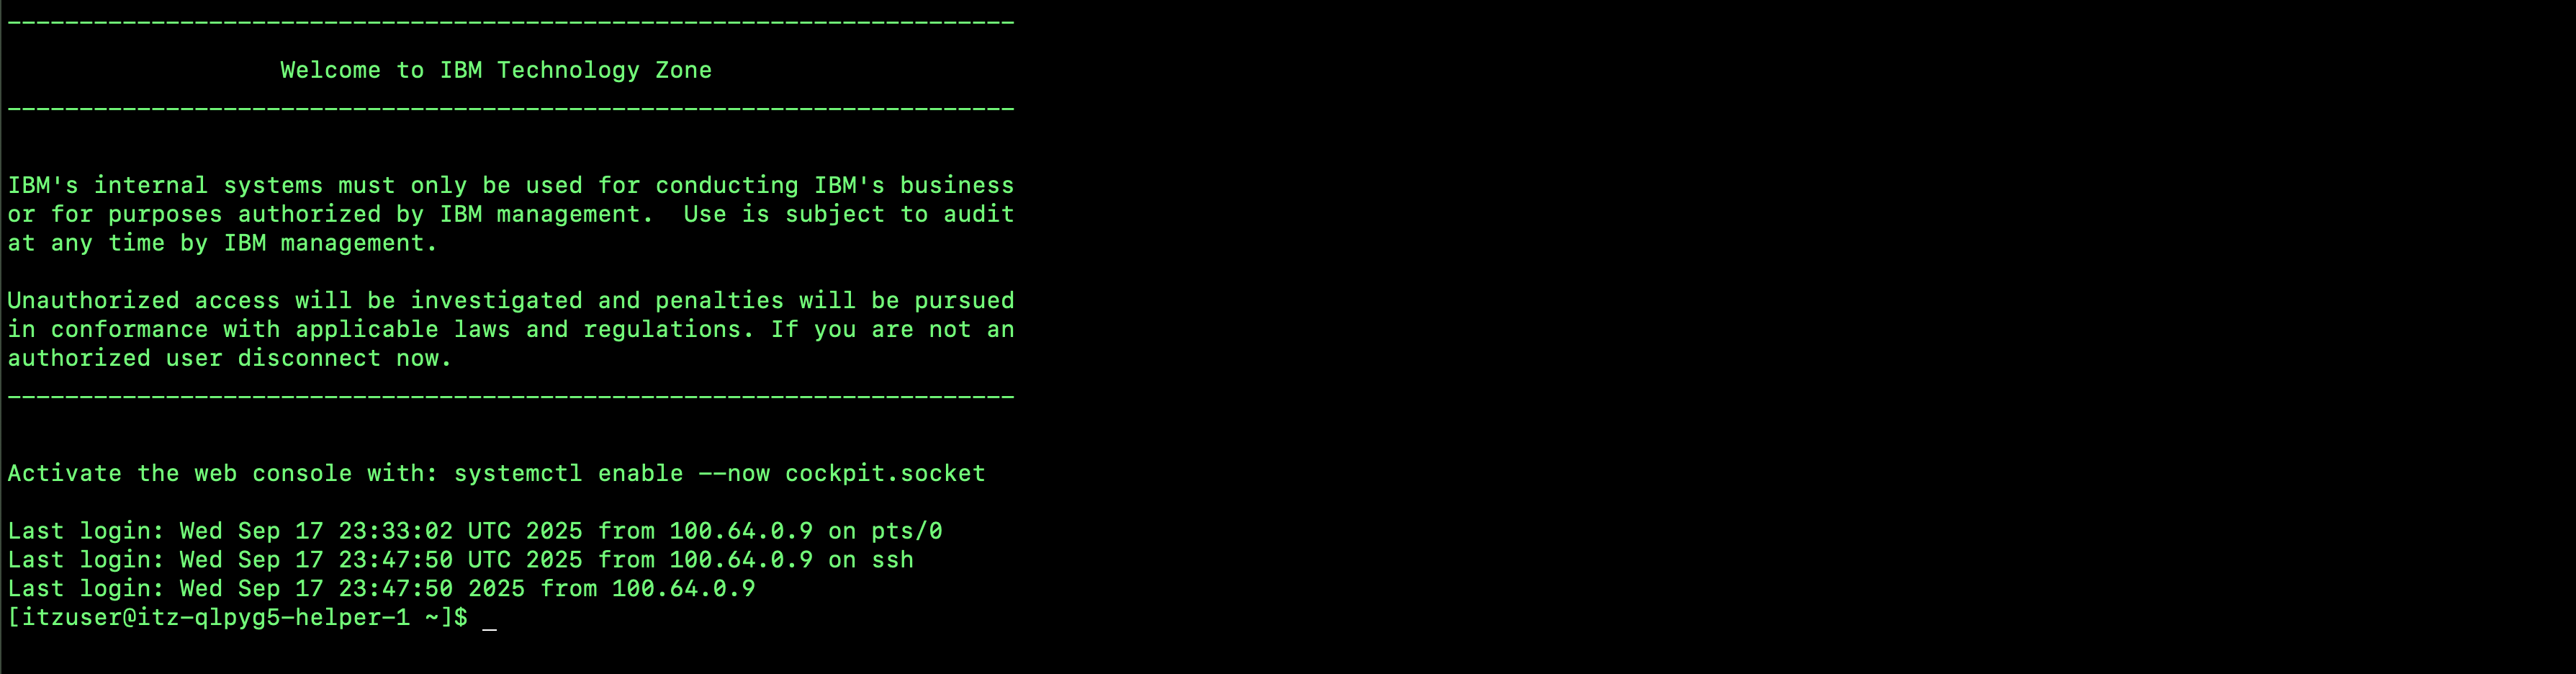 ----------------------------------------------------------------------
Welcome to IBM Technology Zone
----------------------------------------------------------------------
IBM's internal systems must only be used for conducting IBM's business
or for purposes authorized by IBM management.  Use is subject to audit
at any time by IBM management.
Unauthorized access will be investigated and penalties will be pursued
in conformance with applicable laws and regulations. If you are not an
authorized user disconnect now.
----------------------------------------------------------------------
Activate the web console with: systemctl enable --now cockpit.socket
Last login: Wed Sep 17 23:33:02 UTC 2025 from 100.64.0.9 on pts/0
Last login: Wed Sep 17 23:47:50 UTC 2025 from 100.64.0.9 on ssh
Last login: Wed Sep 17 23:47:50 2025 from 100.64.0.9
[itzuser@itz-qlpyg5-helper-1 ~]$ _